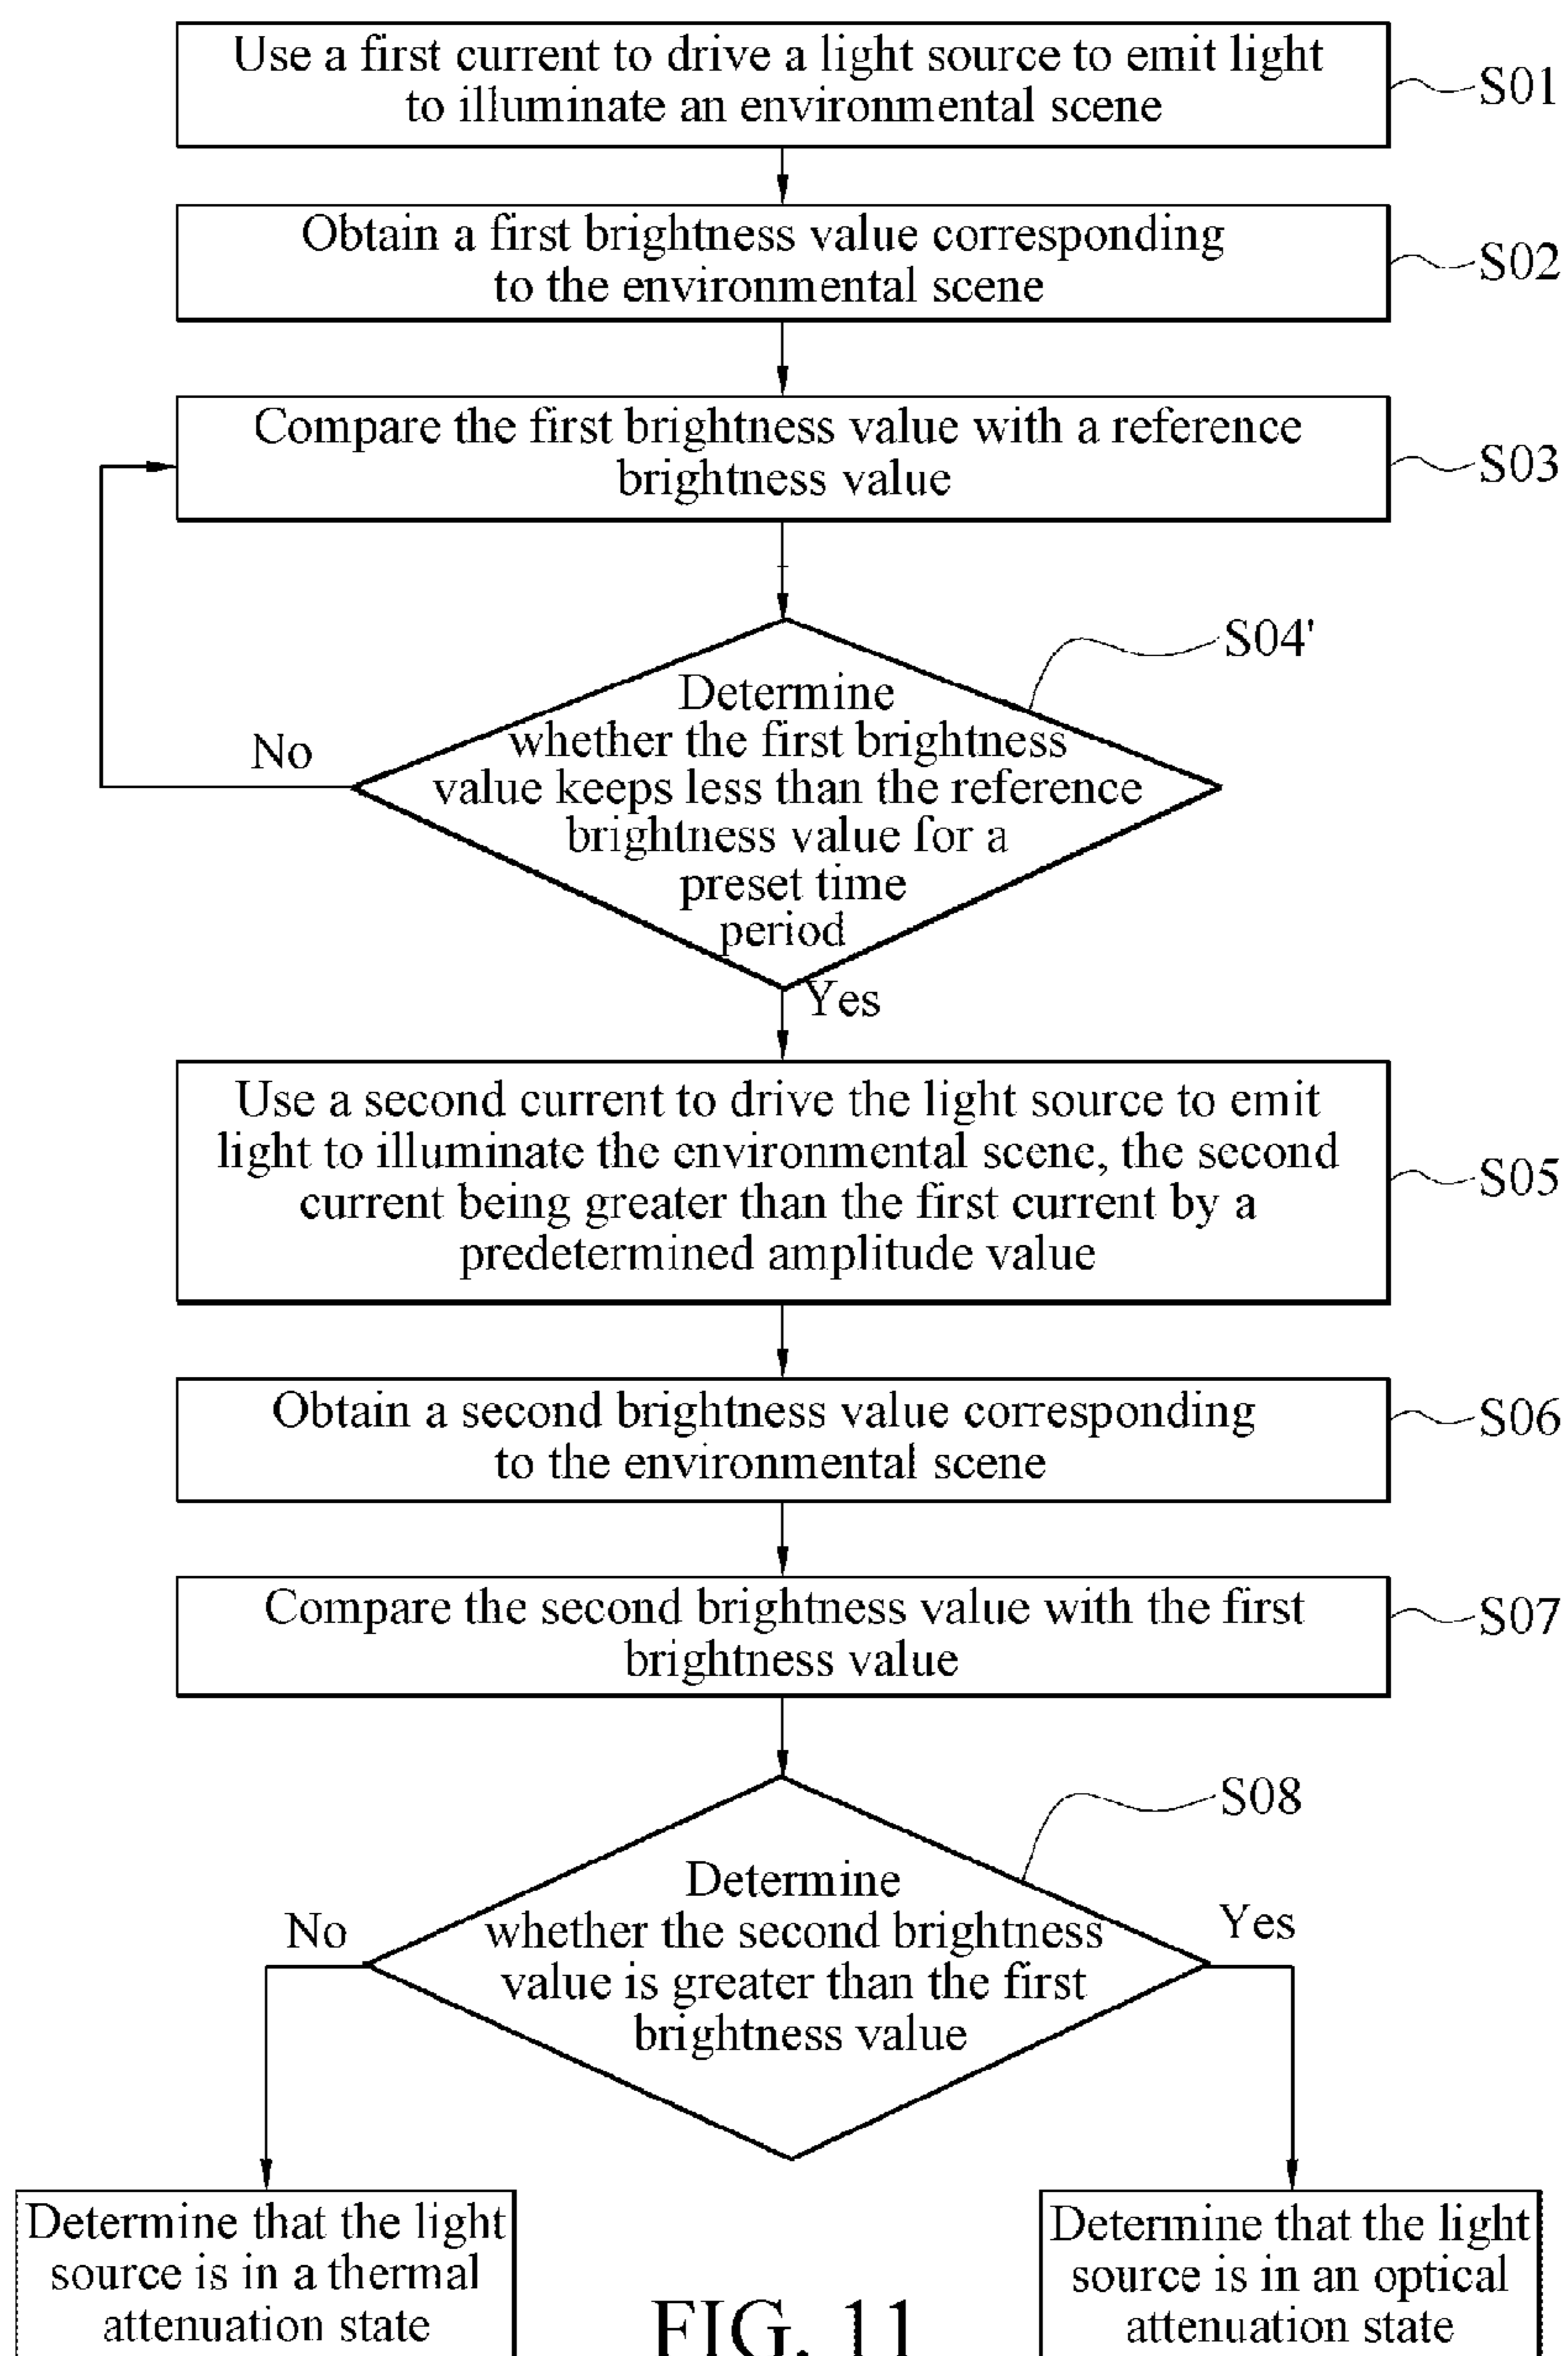 Use a first current to drive a light source to emit light
to illuminate an environmental scene
S01
Obtain a first brightness value corresponding
to the environmental scene
S02
Compare the first brightness value with a reference
brightness value
S03
S04'
Determine
whether the first brightness
value keeps less than the reference
brightness value for a
preset time
period
No
Yes
Use a second current to drive the light source to emit
light to illuminate the environmental scene, the second
current being greater than the first current by a
predetermined amplitude value
S05
Obtain a second brightness value corresponding
to the environmental scene
S06
Compare the second brightness value with the first
brightness value
S07
S08
Determine
whether the second brightness
value is greater than the first
brightness value
No
Yes
Determine that the light
source is in a thermal
attenuation state
Determine that the light
source is in an optical
attenuation state
FIG. 11